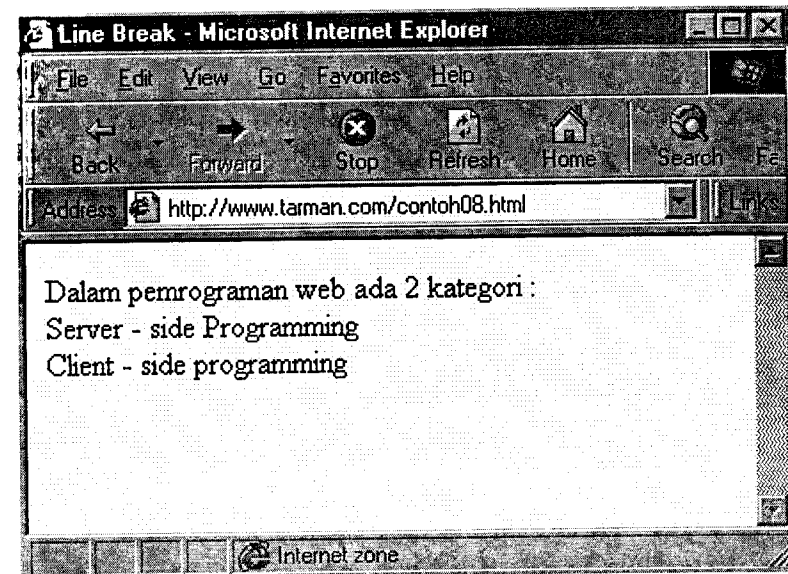 Line Break - Microsoft Internet Explorer
File Edit View Go Favorites Help
Back Forward Stop Refresh Home Search Fa
Address http://www.tarman.com/contoh08.html Links
Dalam pemrograman web ada 2 kategori :
Server - side Programming
Client - side programming
Internet zone